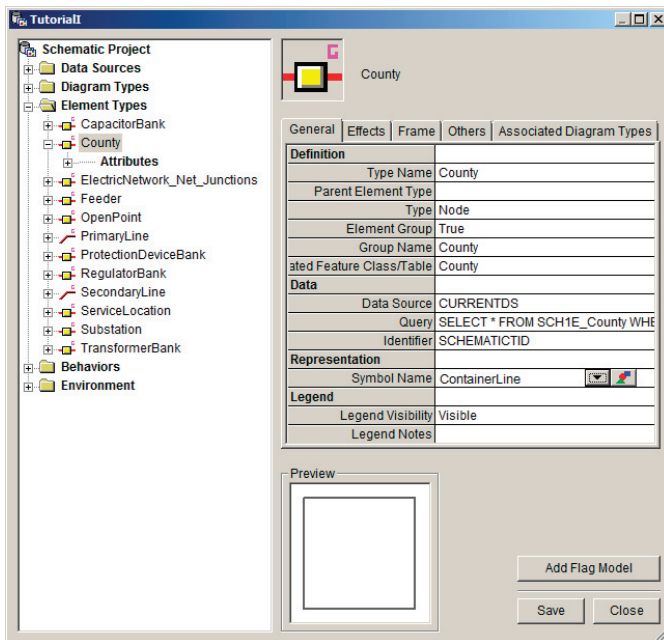 TutorialI
Schematic Project
Data Sources
Diagram Types
Element Types
CapacitorBank
County
Attributes
ElectricNetwork_Net_Junctions
Feeder
OpenPoint
PrimaryLine
ProtectionDeviceBank
RegulatorBank
SecondaryLine
ServiceLocation
Substation
TransformerBank
Behaviors
Environment
G
County
General Effects Frame Others Associated Diagram Types
Definition
Type Name County
Parent Element Type
Type Node
Element Group True
Group Name County
ated Feature Class/Table County
Data
Data Source CURRENTDS
Query SELECT * FROM SCH1E_County WHE
Identifier SCHEMATICTID
Representation
Symbol Name ContainerLine
Legend
Legend Visibility Visible
Legend Notes
Preview
Add Flag Model
Save Close